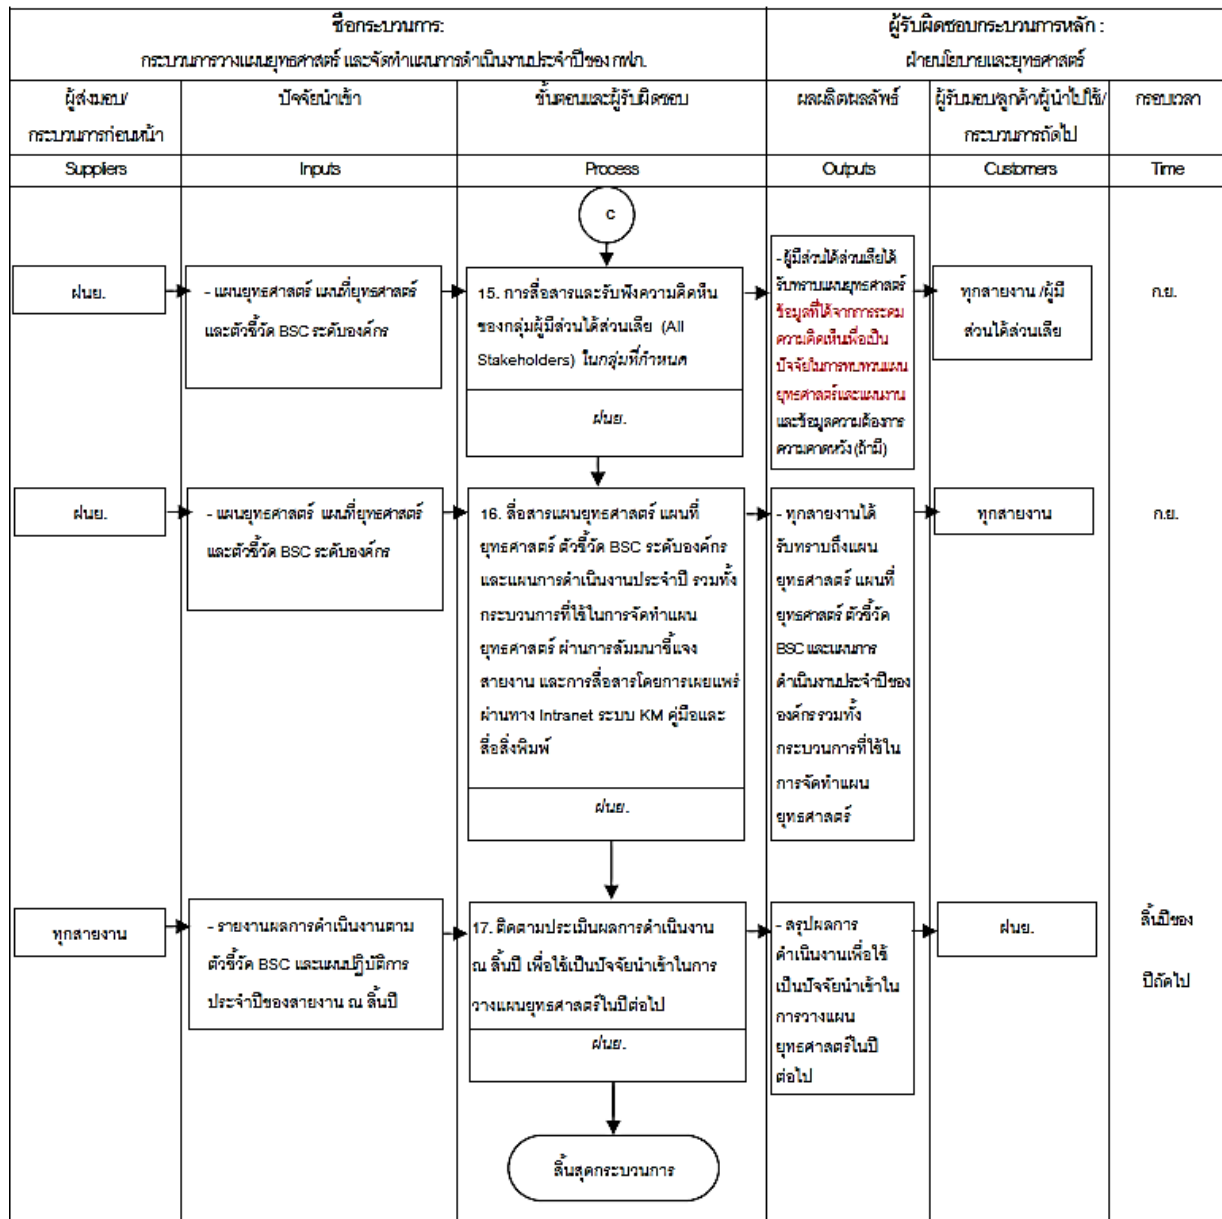 ชื่อกระบวนการ:
กระบวนการวางแผนยุทธศาสตร์ และจัดทำแผนการดำเนินงานประจำปีของ กฟภ.
ผู้รับผิดชอบกระบวนการหลัก :
ฝ่ายนโยบายและยุทธศาสตร์
ผู้ส่งมอบ/
กระบวนการก่อนหน้า
ปัจจัยนำเข้า
ขั้นตอนและผู้รับผิดชอบ
ผลผลิต/ผลลัพธ์
ผู้รับมอบ/ลูกค้า/ผู้นำไปใช้/
กระบวนการถัดไป
กรอบเวลา
Suppliers
Inputs
Process
Outputs
Customers
Time
C
ฝนย.
- แผนยุทธศาสตร์ แผนที่ยุทธศาสตร์
และตัวชี้วัด BSC ระดับองค์กร
15. การสื่อสารและรับฟังความคิดเห็น
ของกลุ่มผู้มีส่วนได้ส่วนเสีย (All
Stakeholders) ในกลุ่มที่กำหนด
ฝนย.
- ผู้มีส่วนได้ส่วนเสียได้
รับทราบแผนยุทธศาสตร์
ข้อมูลที่ได้จากการระดม
ความคิดเห็นเพื่อเป็น
ปัจจัยในการทบทวนแผน
ยุทธศาสตร์และแผนงาน
และข้อมูลความต้องการ
ความคาดหวัง (ถ้ามี)
ทุกสายงาน /ผู้มี
ส่วนได้ส่วนเสีย
ก.ย.
ฝนย.
- แผนยุทธศาสตร์ แผนที่ยุทธศาสตร์
และตัวชี้วัด BSC ระดับองค์กร
16. สื่อสารแผนยุทธศาสตร์ แผนที่
ยุทธศาสตร์ ตัวชี้วัด BSC ระดับองค์กร
และแผนการดำเนินงานประจำปี รวมทั้ง
กระบวนการที่ใช้ในการจัดทำแผน
ยุทธศาสตร์ ผ่านการสัมมนาชี้แจง
สายงาน และการสื่อสารโดยการเผยแพร่
ผ่านทาง Intranet ระบบ KM คู่มือและ
สื่อสิ่งพิมพ์
ฝนย.
- ทุกสายงานได้
รับทราบถึงแผน
ยุทธศาสตร์ แผนที่
ยุทธศาสตร์ ตัวชี้วัด
BSC และแผนการ
ดำเนินงานประจำปีของ
องค์กรรวมทั้ง
กระบวนการที่ใช้ใน
การจัดทำแผน
ยุทธศาสตร์
ทุกสายงาน
ก.ย.
ทุกสายงาน
- รายงานผลการดำเนินงานตาม
ตัวชี้วัด BSC และแผนปฏิบัติการ
ประจำปีของสายงาน ณ สิ้นปี
17. ติดตามประเมินผลการดำเนินงาน
ณ สิ้นปี เพื่อใช้เป็นปัจจัยนำเข้าในการ
วางแผนยุทธศาสตร์ในปีต่อไป
ฝนย.
- สรุปผลการ
ดำเนินงานเพื่อใช้
เป็นปัจจัยนำเข้าใน
การวางแผน
ยุทธศาสตร์ในปี
ต่อไป
ฝนย.
สิ้นปีของ
ปีถัดไป
สิ้นสุดกระบวนการ